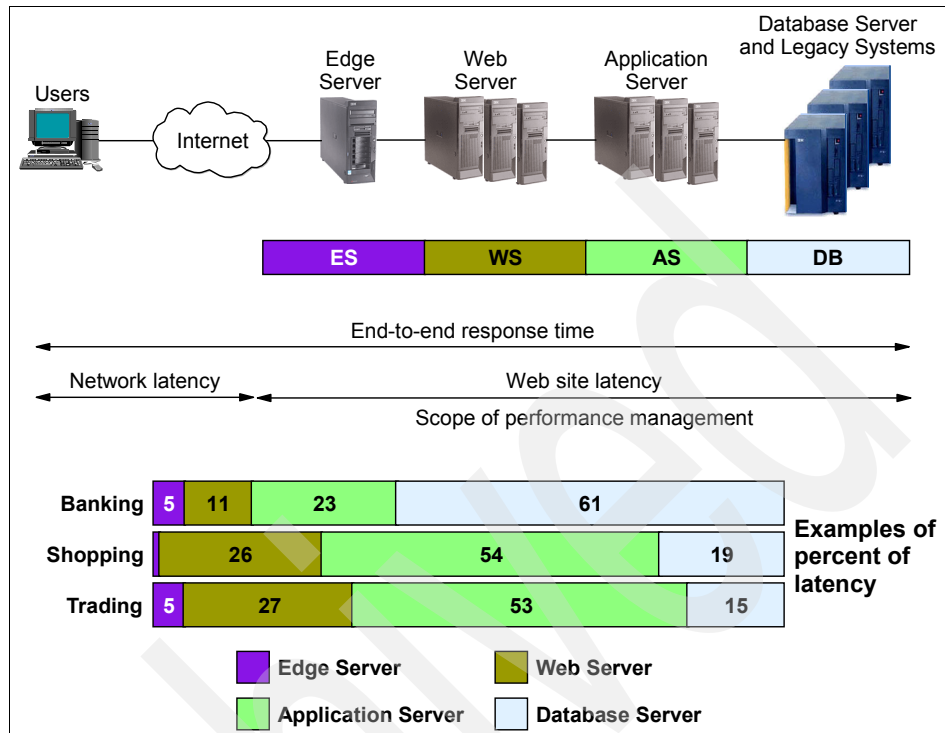 Database Server
and Legacy Systems
Edge
Server
Web
Server
Application
Server
Users
Internet
ES WS AS DB
End-to-end response time
Network latency
Web site latency
Scope of performance management
Banking 5 11 23 61
Shopping 26 54 19
Trading 5 27 53 15
Examples of
percent of
latency
Edge Server
Web Server
Application Server
Database Server